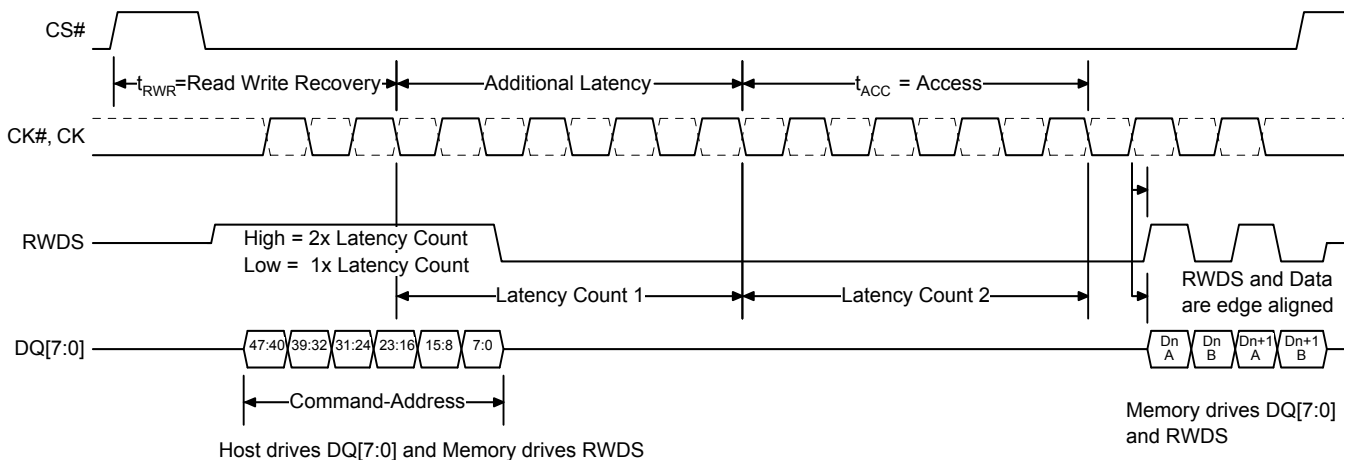 CS#
t_RWR=Read Write Recovery
Additional Latency
t_ACC = Access
CK#, CK
RWDS
High = 2x Latency Count
Low = 1x Latency Count
Latency Count 1
Latency Count 2
RWDS and Data
are edge aligned
DQ[7:0]
47:40 39:32 31:24 23:16 15:8 7:0
Dn A
Dn B
Dn+1 A
Dn+1 B
Command-Address
Memory drives DQ[7:0]
and RWDS
Host drives DQ[7:0] and Memory drives RWDS